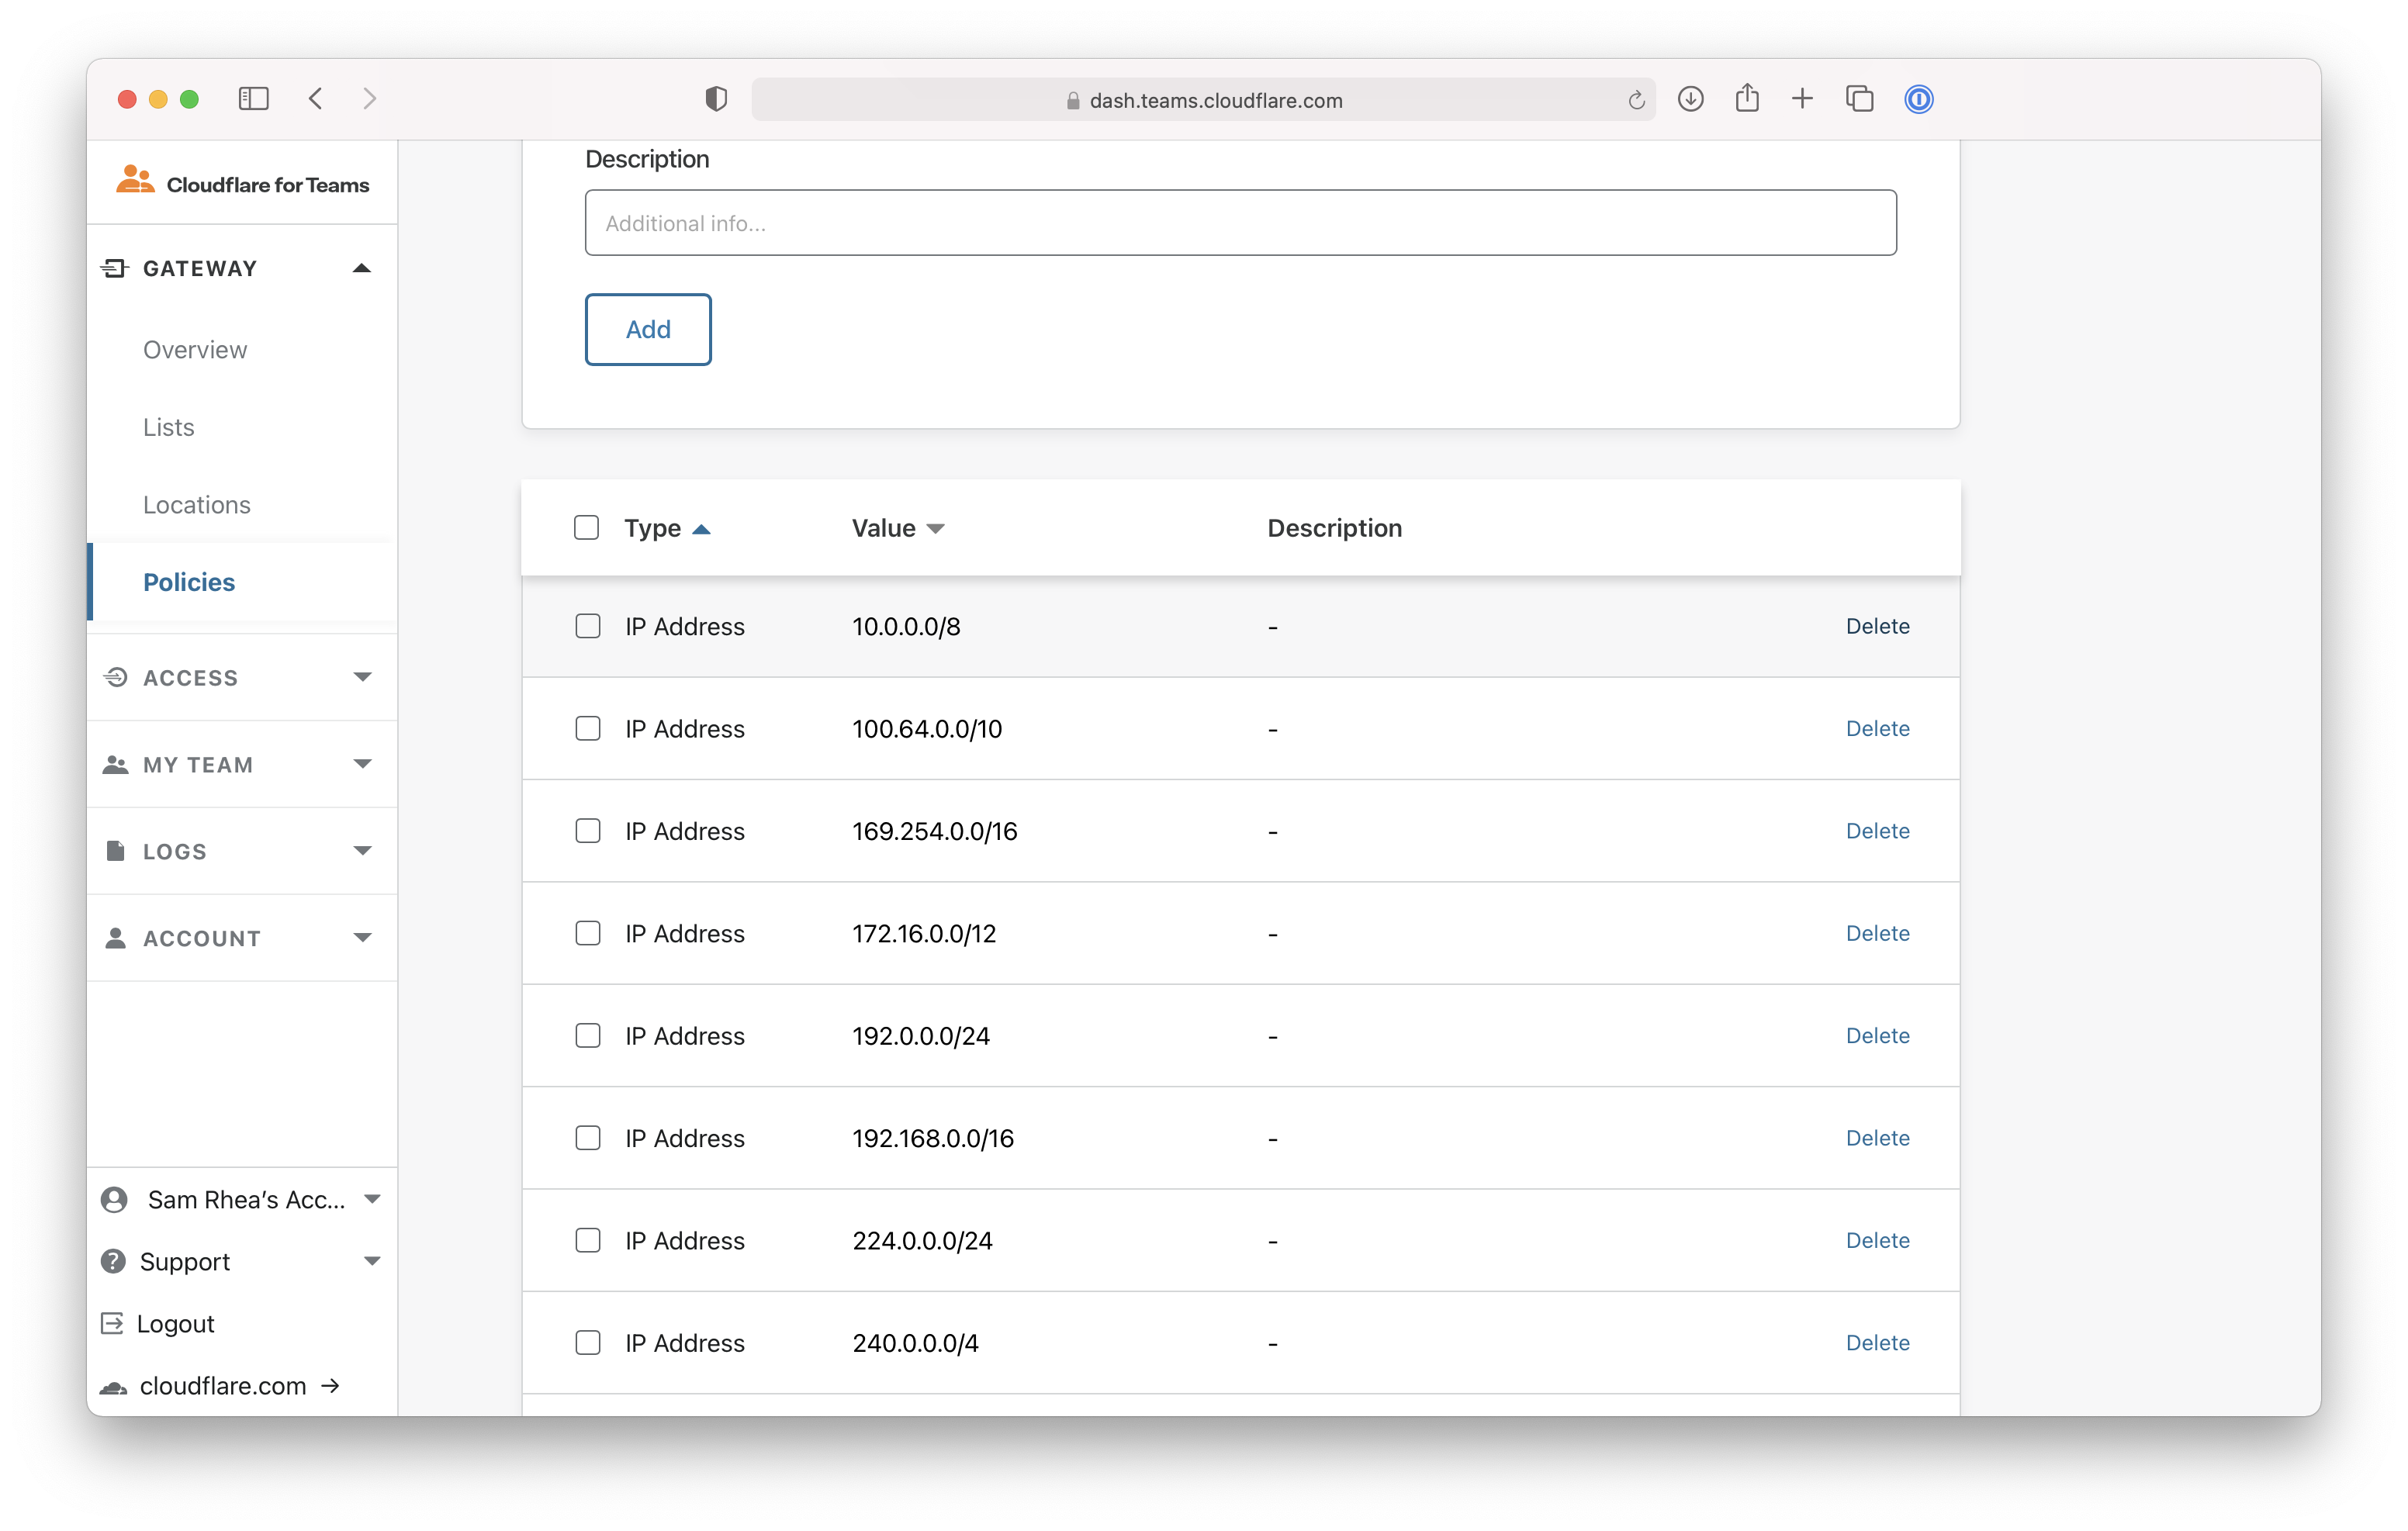 dash.teams.cloudflare.com
Cloudflare for Teams
GATEWAY
Overview
Lists
Locations
Policies
ACCESS
MY TEAM
LOGS
ACCOUNT
Sam Rhea’s Acc...
Support
Logout
cloudflare.com →
Description
Additional info...
Add
Type Value Description
IP Address 10.0.0.0/8 - Delete
IP Address 100.64.0.0/10 - Delete
IP Address 169.254.0.0/16 - Delete
IP Address 172.16.0.0/12 - Delete
IP Address 192.0.0.0/24 - Delete
IP Address 192.168.0.0/16 - Delete
IP Address 224.0.0.0/24 - Delete
IP Address 240.0.0.0/4 - Delete